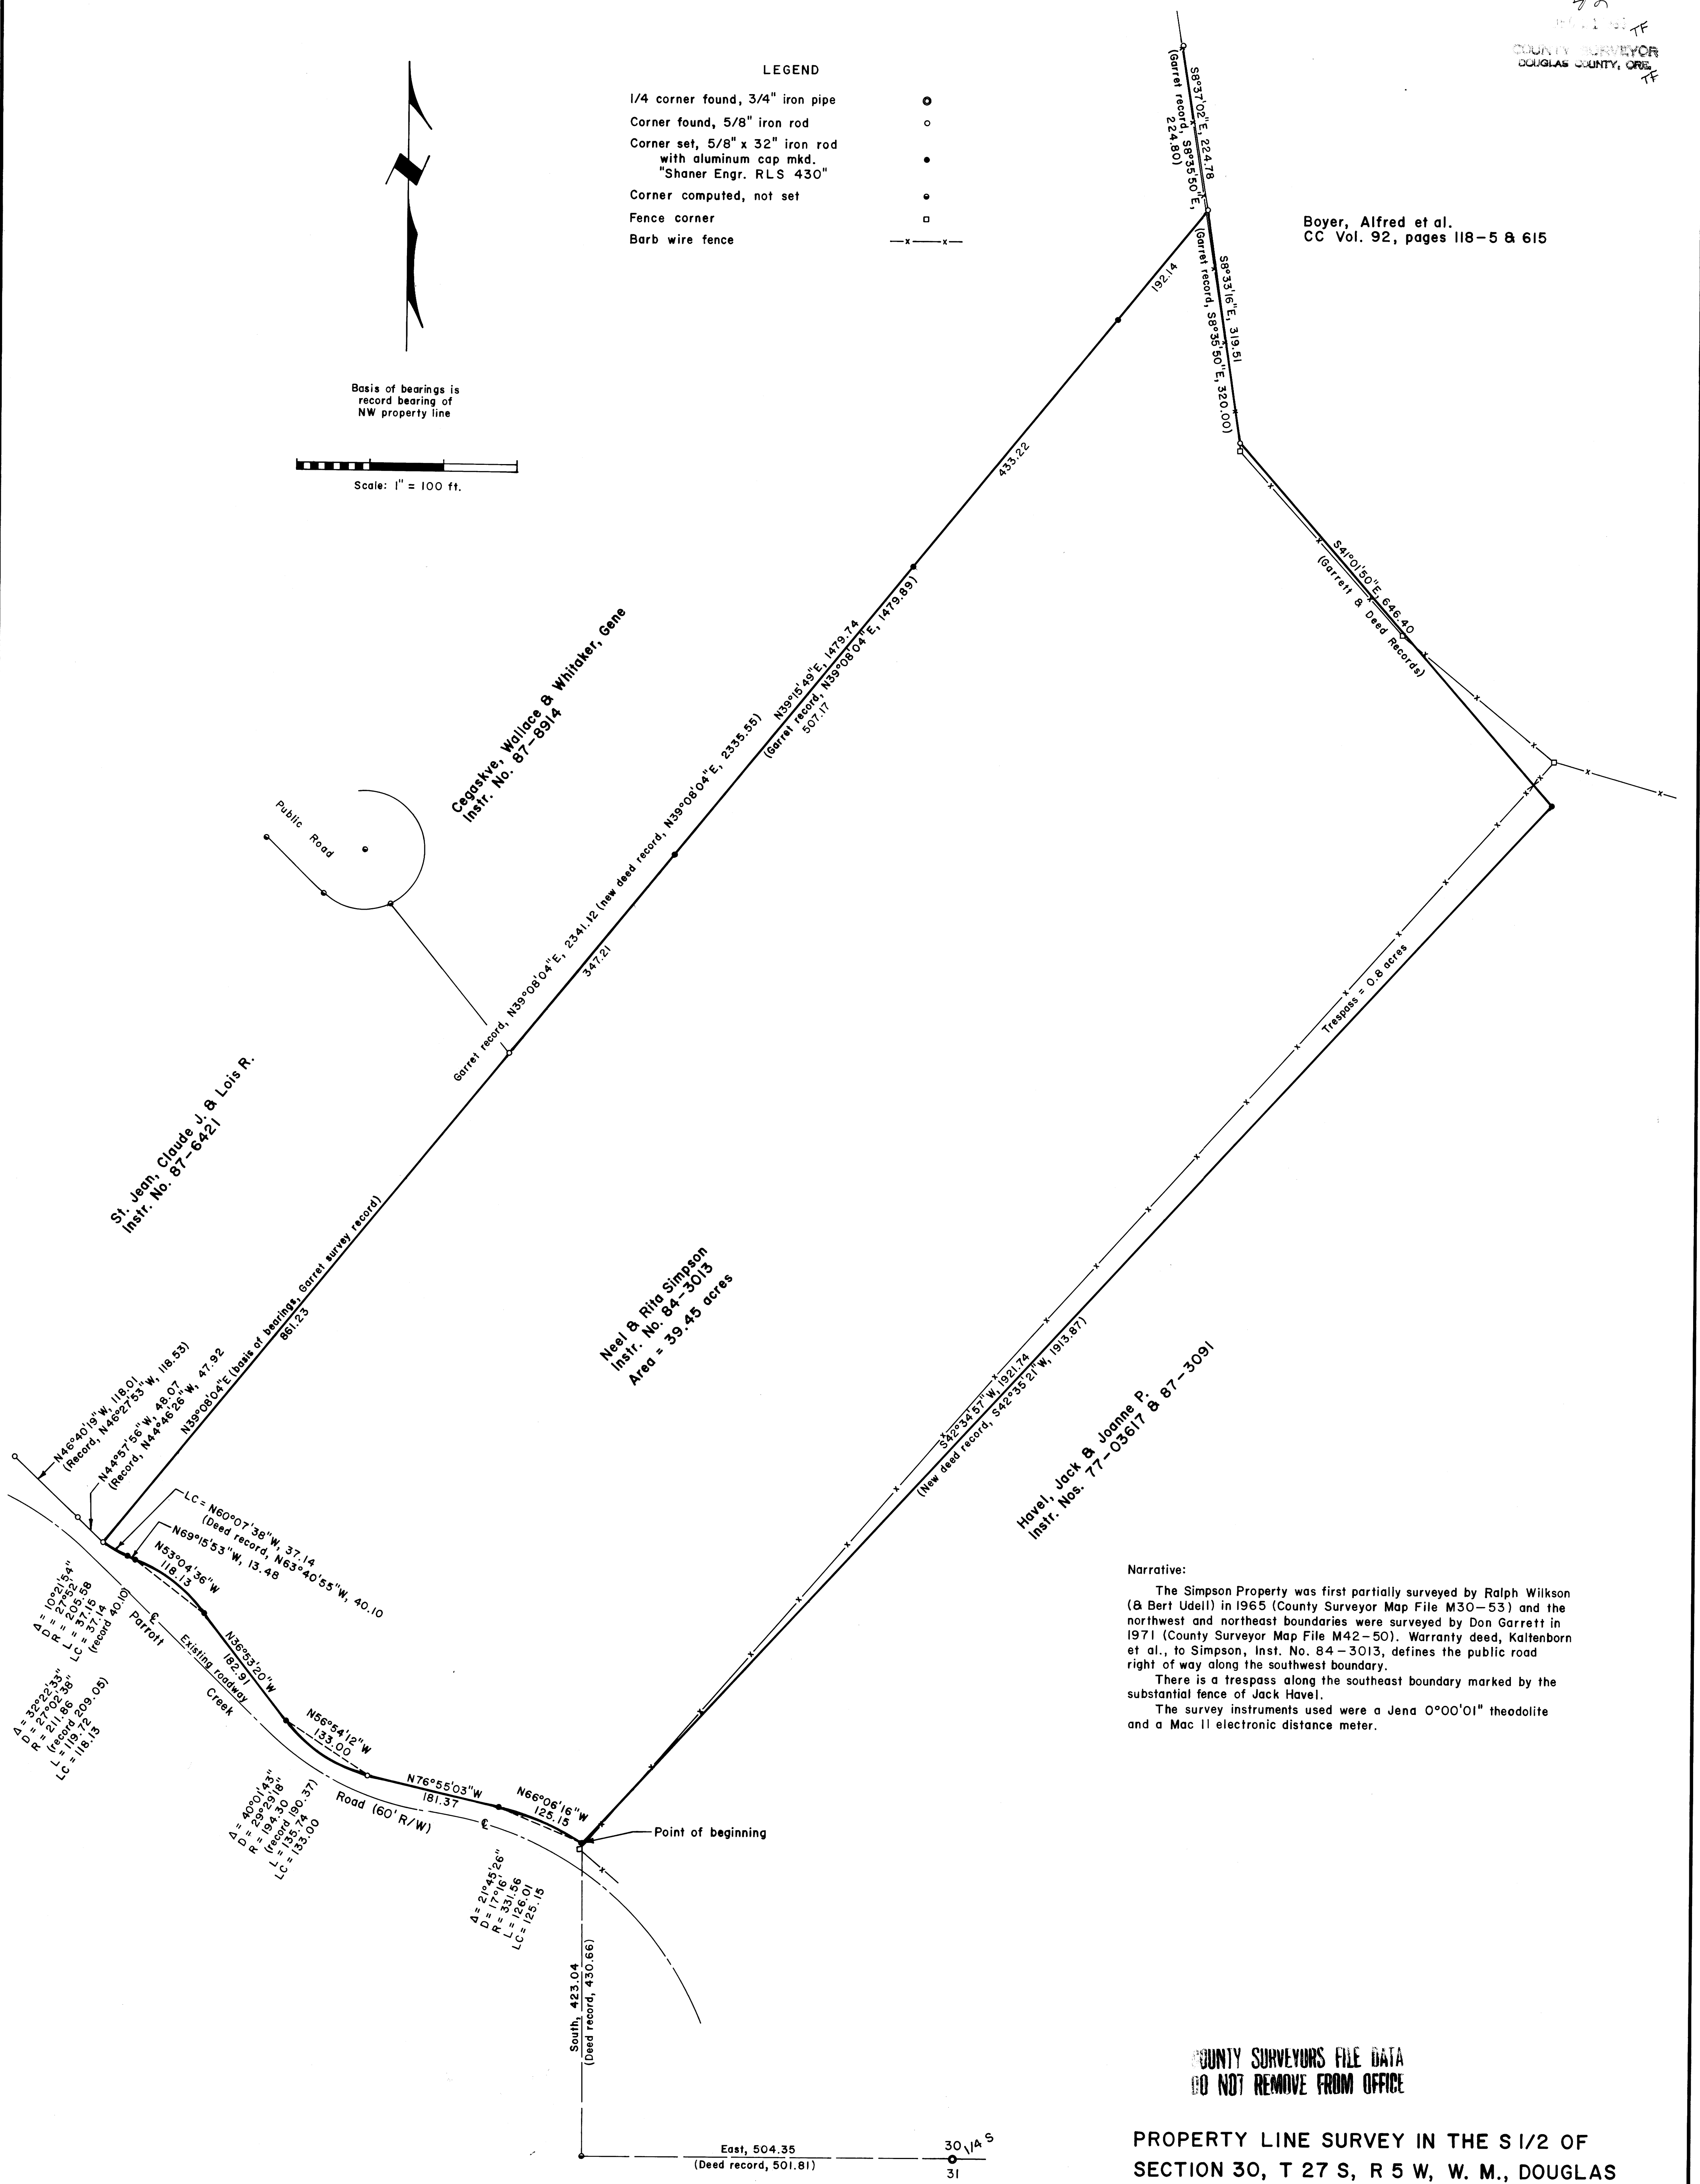 COUNTY SURVEYOR
DOUGLAS COUNTY, ORE.
TF
TF
LEGEND
1/4 corner found, 3/4" iron pipe
Corner found, 5/8" iron rod
Corner set, 5/8" x 32" iron rod
with aluminum cap mkd.
"Shaner Engr. RLS 430"
Corner computed, not set
Fence corner
Barb wire fence
Basis of bearings is
record bearing of
NW property line
Scale: 1" = 100 ft.
S8°37'02"E, 224.78
(Garret record, S8°35'50"E,
224.80)
Boyer, Alfred et al.
CC Vol. 92, pages 118-5 & 615
S8°33'16"E, 319.51
(Garret record, S8°35'50"E, 320.00)
192.14
433.22
S41°01'50"E, 646.40
(Garrett & Deed Records)
N39°15'49"E, 1479.74
(Garret record, N39°08'04"E, 1479.89)
507.17
Cegaskve, Wallace & Whitaker, Gene
Instr. No. 87-8914
Public Road
Garret record, N39°08'04"E, 2341.12 (new deed record, N39°08'04"E, 2335.55)
347.21
Trespass = 0.8 acres
St. Jean, Claude J. & Lois R.
Instr. No. 87-6421
N39°08'04"E (basis of bearings, Garret survey record)
861.23
Neel & Rita Simpson
Instr. No. 84-3013
Area = 39.45 acres
S42°34'57"W, 1921.74
(New deed record, S42°35'21"W, 1913.87)
Havel, Jack & Joanne P.
Instr. Nos. 77-03617 & 87-3091
N46°40'19"W, 118.01
(Record, N46°27'53"W, 118.53)
N44°57'56"W, 48.07
(Record, N44°46'26"W, 47.92
LC = N60°07'38"W, 37.14
(Deed record, N63°40'55"W, 40.10
N69°15'53"W, 13.48
N53°04'36"W
118.13
Δ = 10°21'54"
D = 27°52'
R = 205.58
L = 37.15
LC = 37.14
(record 40.10)
℄
Parrott
Existing roadway
Creek
N36°53'20"W
182.91
Δ = 32°22'33"
D = 27°02'38"
R = 211.86
(record 209.05)
L = 119.72
LC = 118.13
N56°54'12"W
133.00
Δ = 40°01'43"
D = 29°29'18"
R = 194.30
(record 190.37)
L = 135.74
LC = 133.00
N76°55'03"W
181.37
Road (60' R/W)
℄
N66°06'16"W
125.15
Point of beginning
Δ = 21°45'26"
D = 17°16'
R = 331.56
L = 126.01
LC = 125.15
South, 423.04
(Deed record, 430.66)
East, 504.35
(Deed record, 501.81)
30 1/4 S
31
Narrative:
The Simpson Property was first partially surveyed by Ralph Wilkson
(& Bert Udell) in 1965 (County Surveyor Map File M30-53) and the
northwest and northeast boundaries were surveyed by Don Garrett in
1971 (County Surveyor Map File M42-50). Warranty deed, Kaltenborn
et al., to Simpson, Inst. No. 84-3013, defines the public road
right of way along the southwest boundary.
There is a trespass along the southeast boundary marked by the
substantial fence of Jack Havel.
The survey instruments used were a Jena 0°00'01" theodolite
and a Mac II electronic distance meter.
COUNTY SURVEYORS FILE DATA
DO NOT REMOVE FROM OFFICE
PROPERTY LINE SURVEY IN THE S 1/2 OF
SECTION 30, T 27 S, R 5 W, W. M., DOUGLAS